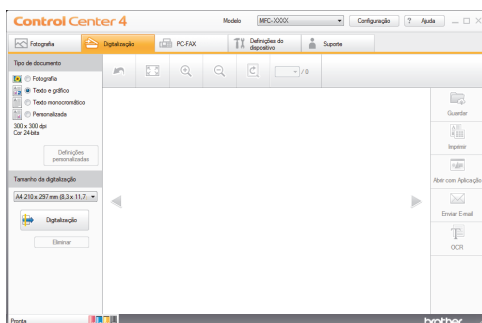 Control Center 4
Modelo MFC-XXXX Configuração ? Ajuda
Fotografia Digitalização PC-FAX Definições do dispositivo Suporte
Tipo de documento
Fotografia
Texto e gráfico
Texto monocromático
Personalizada
300 x 300 dpi
Cor 24-bits
Definições
personalizadas
Tamanho da digitalização
A4 210 x 297 mm (8,3 x 11,7
Digitalização
Eliminar
/ 0
Guardar
Imprimir
Abrir com Aplicação
Enviar E-mail
OCR
Pronta
brother